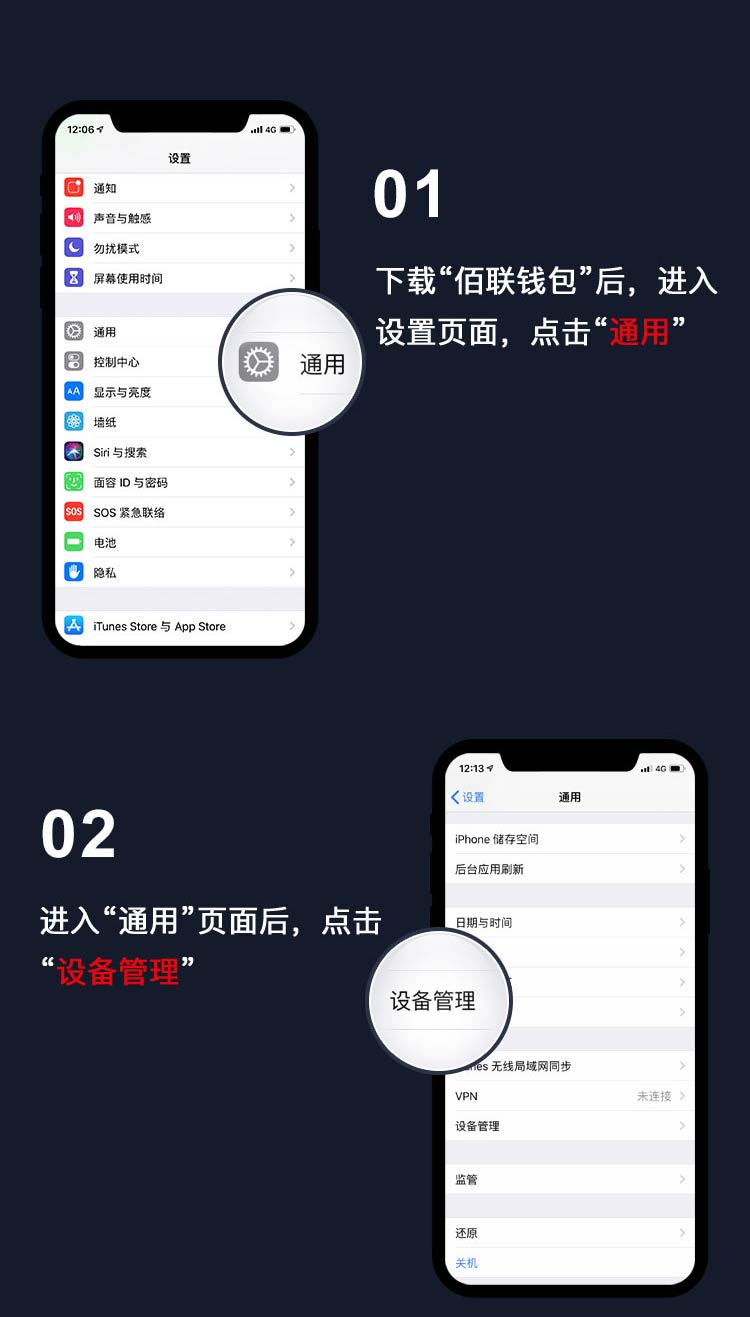 12:06
4G
设置
通知
声音与触感
勿扰模式
屏幕使用时间
通用
控制中心
AA
显示与亮度
墙纸
Siri 与搜索
面容 ID 与密码
SOS
SOS 紧急联络
电池
隐私
iTunes Store 与 App Store
通用
01
下载“佰联钱包”后，进入
设置页面，点击“通用”
02
进入“通用”页面后，点击
“设备管理”
12:13
4G
设置
通用
iPhone 储存空间
后台应用刷新
日期与时间
设备管理
无线局域网同步
VPN
未连接
设备管理
监管
还原
关机